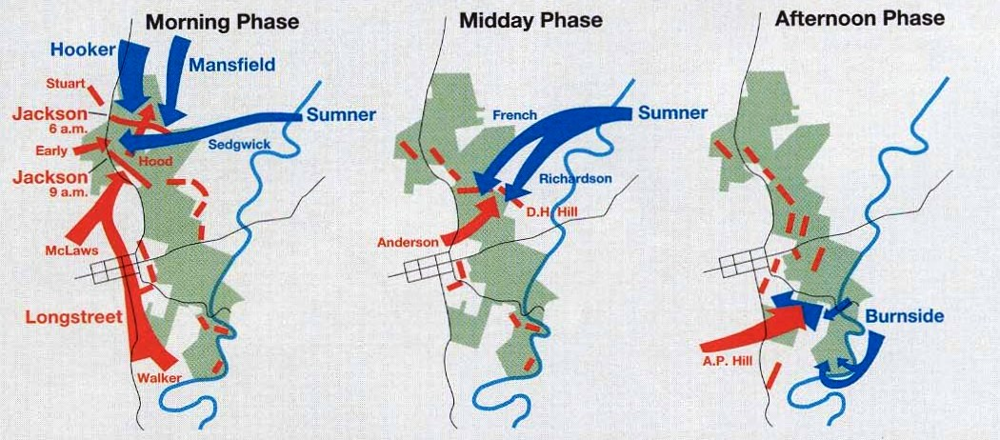 Morning Phase
Hooker
Mansfield
Stuart
Jackson
6 a.m.
Sumner
Early
Sedgwick
Hood
Jackson
9 a.m.
McLaws
Longstreet
Walker
Midday Phase
French
Sumner
Richardson
D.H. Hill
Anderson
Afternoon Phase
Burnside
A.P. Hill